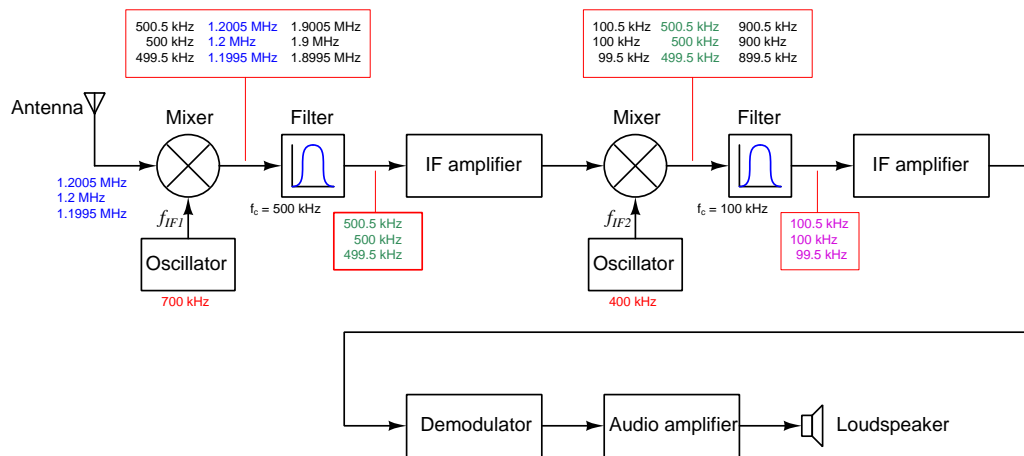 500.5 kHz 1.2005 MHz 1.9005 MHz
500 kHz 1.2 MHz 1.9 MHz
499.5 kHz 1.1995 MHz 1.8995 MHz
100.5 kHz 500.5 kHz 900.5 kHz
100 kHz 500 kHz 900 kHz
99.5 kHz 499.5 kHz 899.5 kHz
Antenna
Mixer
Filter
IF amplifier
Mixer
Filter
IF amplifier
1.2005 MHz
1.2 MHz
1.1995 MHz
fIF1
fc = 500 kHz
500.5 kHz
500 kHz
499.5 kHz
fIF2
fc = 100 kHz
100.5 kHz
100 kHz
99.5 kHz
Oscillator
700 kHz
Oscillator
400 kHz
Demodulator
Audio amplifier
Loudspeaker